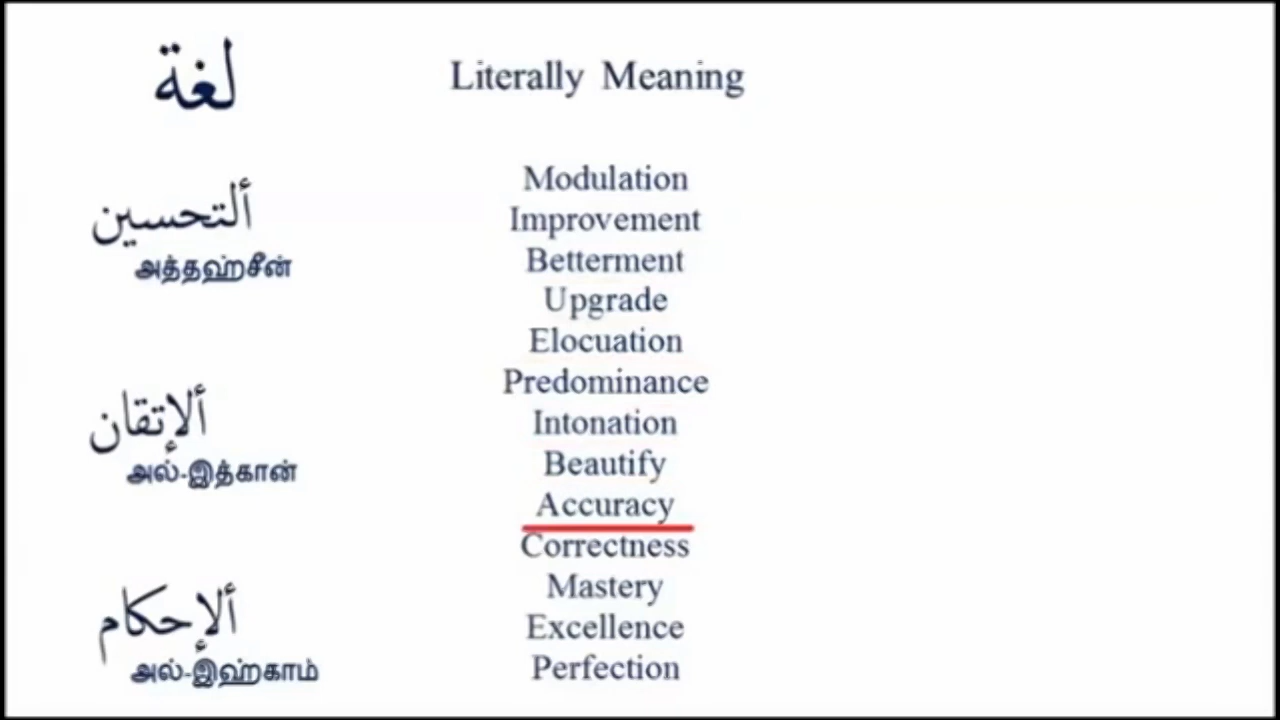 لغة
Literally Meaning
ألتحسين
அத்தஹ்சீன்
ألإتقان
அல்-இத்கான்
ألإحكام
அல்-இஹ்காம்
Modulation
Improvement
Betterment
Upgrade
Elocuation
Predominance
Intonation
Beautify
Accuracy
Correctness
Mastery
Excellence
Perfection